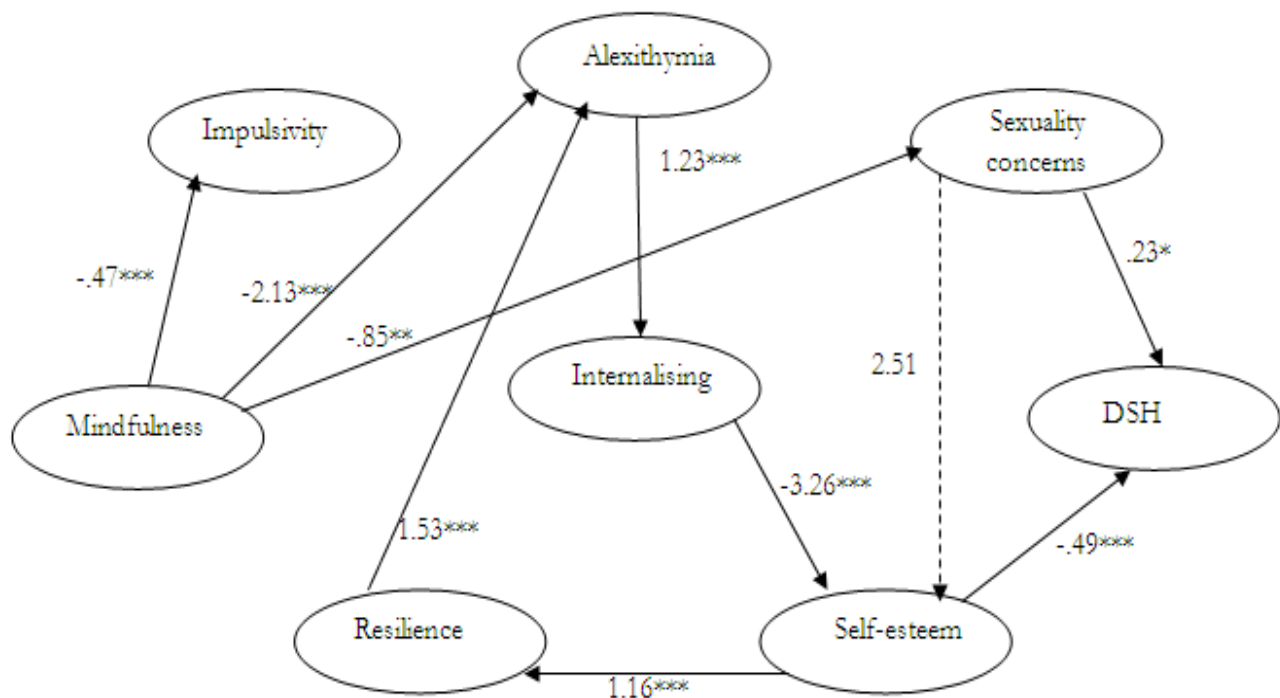 Alexithymia
Impulsivity
Sexuality
concerns
1.23***
-.47***
-2.13***
-.85**
.23*
Internalising
2.51
Mindfulness
DSH
-3.26***
1.53***
-.49***
Resilience
Self-esteem
1.16***